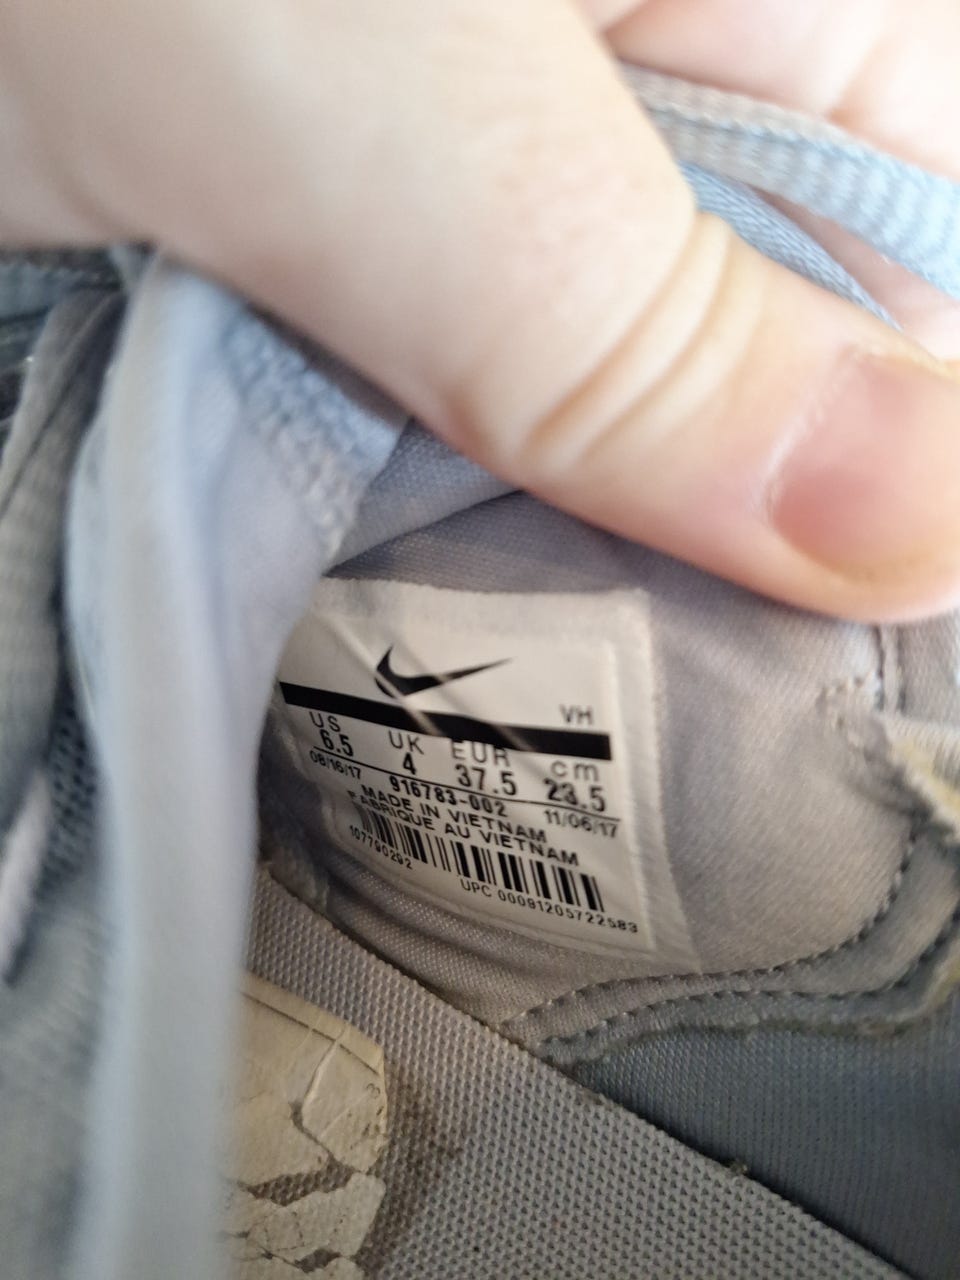 VH
US UK EUR cm
6.5 4 37.5 23.5
08/16/17 916783-002 11/06/17
MADE IN VIETNAM
FABRIQUE AU VIETNAM
107790292
UPC 00091205722583
3